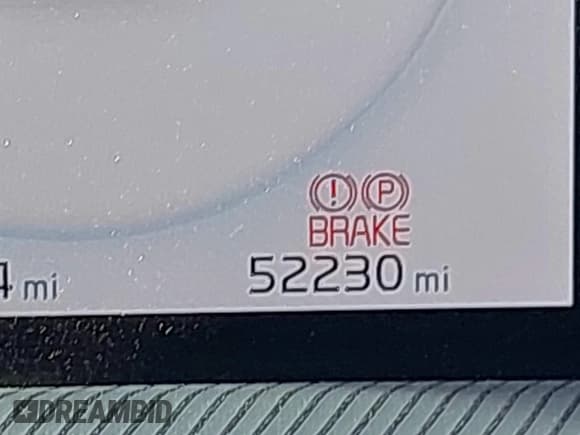 ! P
BRAKE
4 mi
52230 mi
DREAMBID